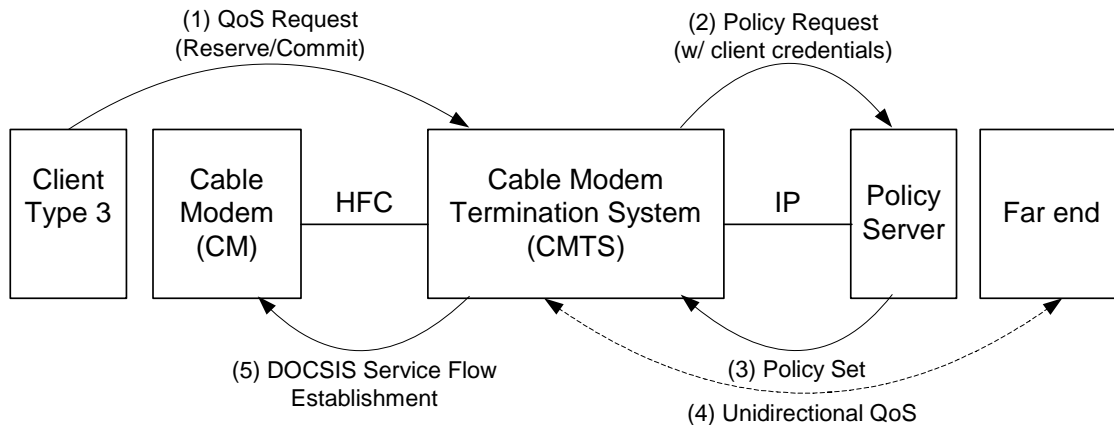 (1) QoS Request
(Reserve/Commit)
(2) Policy Request
(w/ client credentials)
Client
Type 3
Cable
Modem
(CM)
HFC
Cable Modem
Termination System
(CMTS)
IP
Policy
Server
Far end
(5) DOCSIS Service Flow
Establishment
(3) Policy Set
(4) Unidirectional QoS